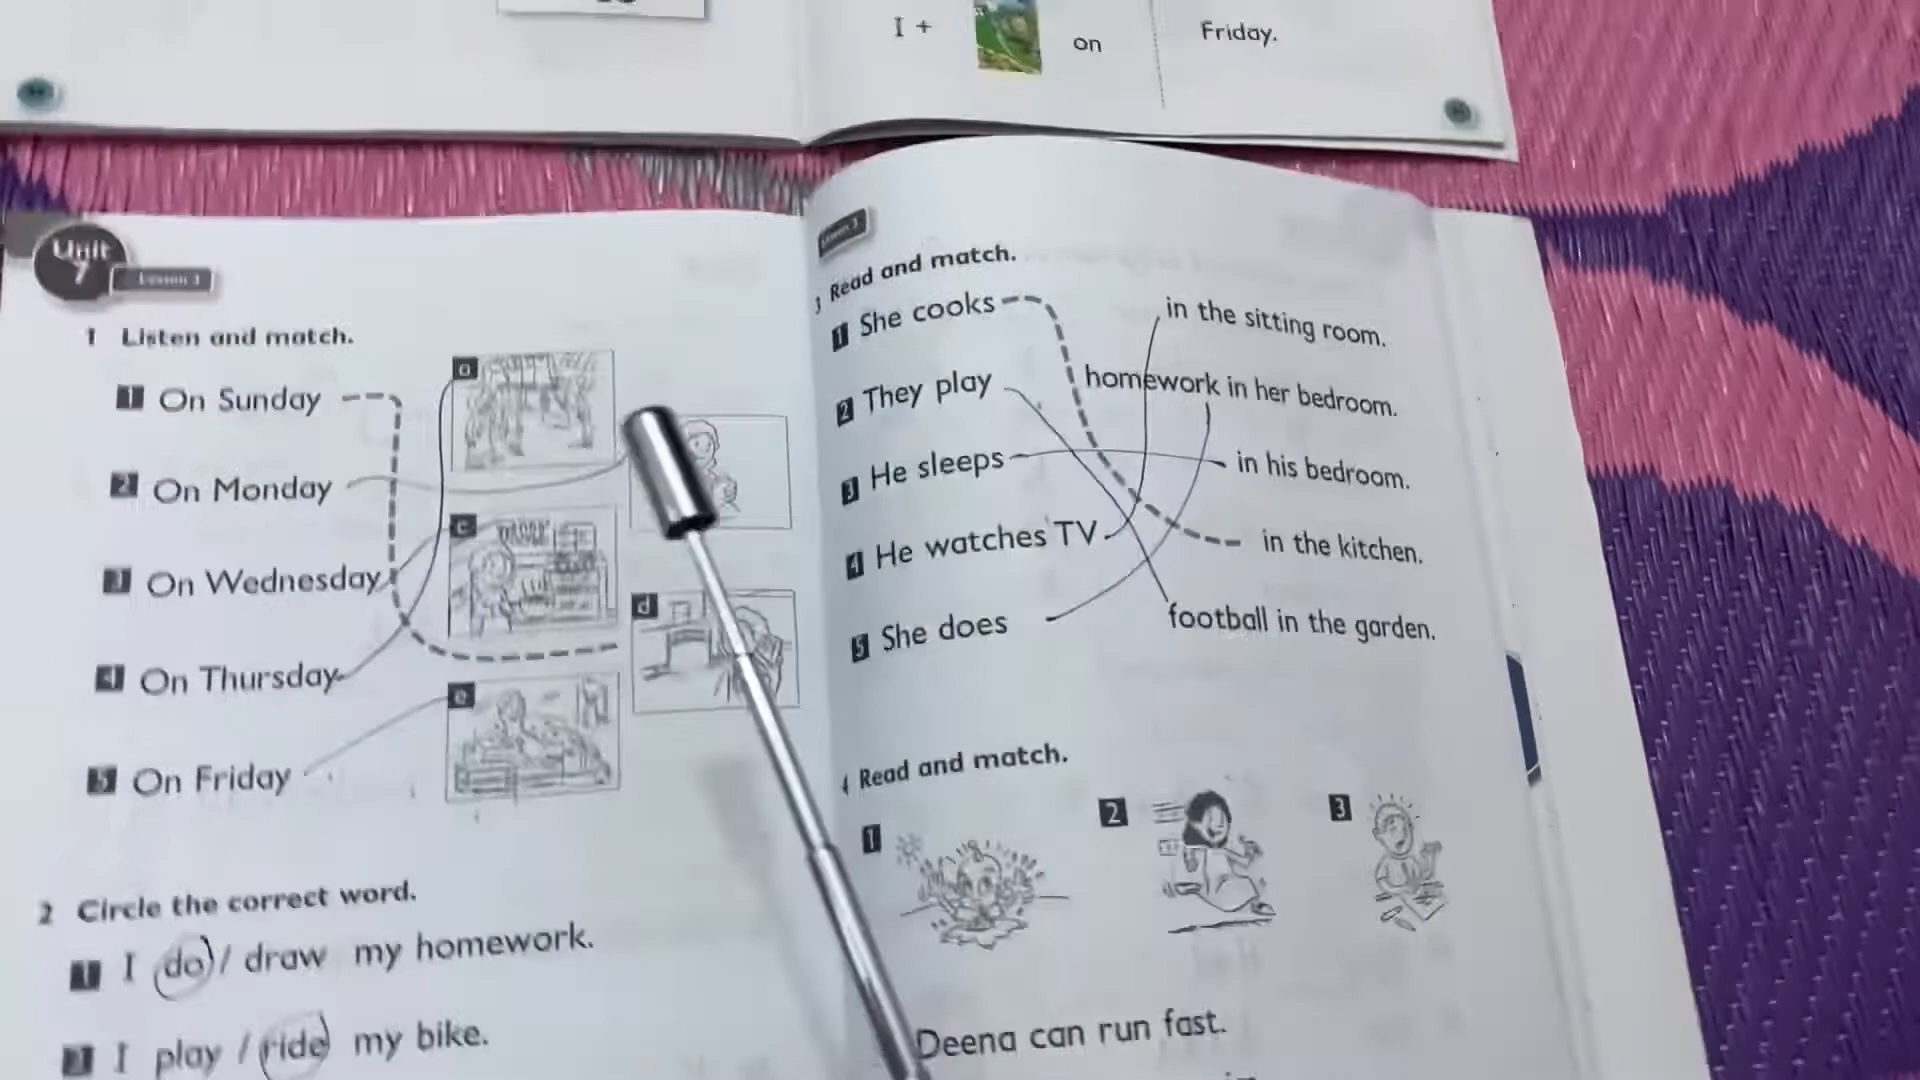 I +
on
Friday.
Unit
7
Lesson 1
1 Listen and match.
1 On Sunday
2 On Monday
3 On Wednesday
4 On Thursday
5 On Friday
a
c
d
e
2 Circle the correct word.
1 I do / draw my homework.
2 I play / ride my bike.
3 Read and match.
1 She cooks
2 They play
3 He sleeps
4 He watches TV
5 She does
in the sitting room.
homework in her bedroom.
in his bedroom.
in the kitchen.
football in the garden.
4 Read and match.
1
2
3
Deena can run fast.